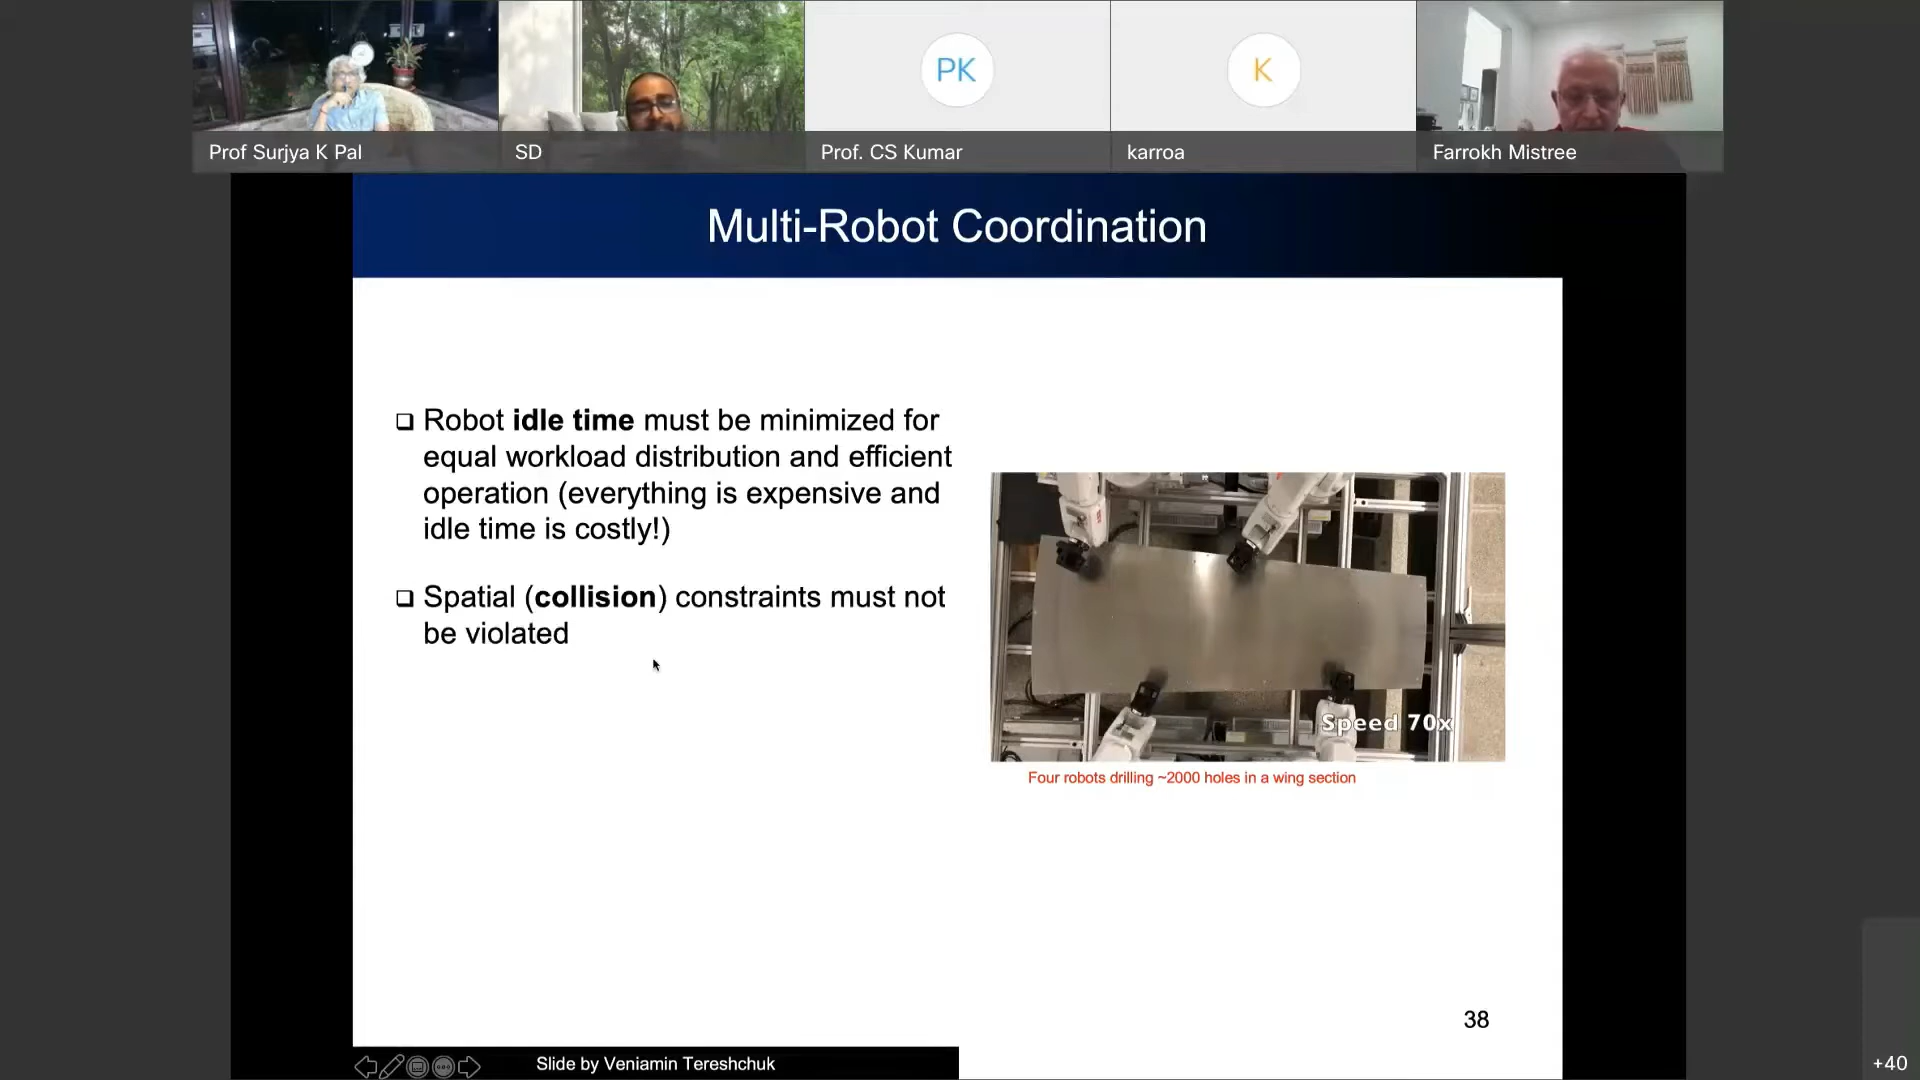 PK
K
Prof Surjya K Pal
SD
Prof. CS Kumar
karroa
Farrokh Mistree
Multi-Robot Coordination
Robot idle time must be minimized for
equal workload distribution and efficient
operation (everything is expensive and
idle time is costly!)
Spatial (collision) constraints must not
be violated
Speed 70x
Four robots drilling ~2000 holes in a wing section
38
Slide by Veniamin Tereshchuk
+40